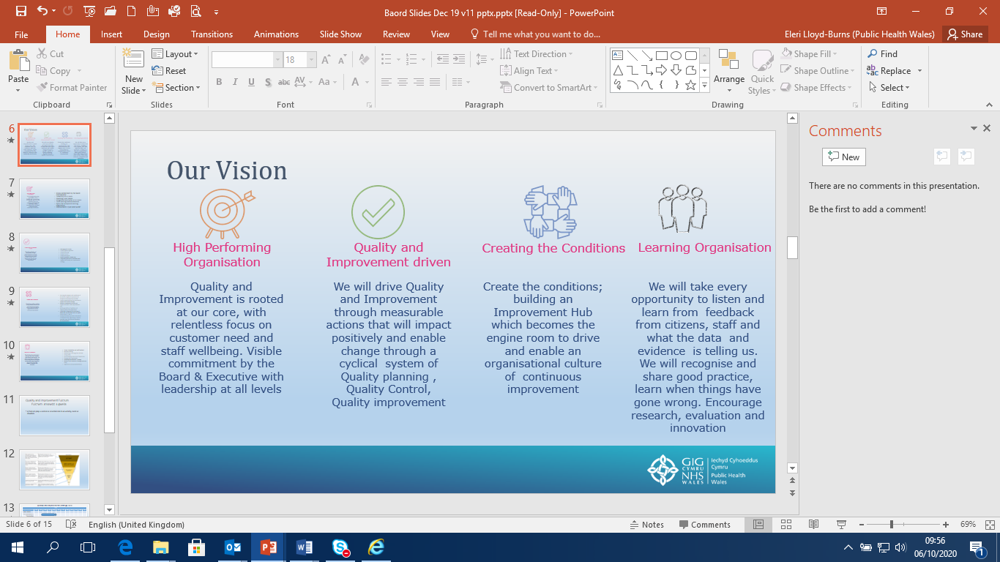 Baord Slides Dec 19 v11 pptx.pptx [Read-Only] - PowerPoint
File Home Insert Design Transitions Animations Slide Show Review View Tell me what you want to do... Eleri Lloyd-Burns (Public Health Wales) Share
Paste
Cut
Copy
Format Painter
Clipboard
New Slide
Layout
Reset
Section
Slides
18
B I U S abc AV Aa A
Font
Text Direction
Align Text
Convert to SmartArt
Paragraph
Arrange
Quick Styles
Shape Fill
Shape Outline
Shape Effects
Drawing
Find
Replace
Select
Editing
6
Our Vision
7
8
9
10
11
12
13
Our Vision
High Performing
Organisation
Quality and
Improvement is rooted
at our core, with
relentless focus on
customer need and
staff wellbeing. Visible
commitment by the
Board & Executive with
leadership at all levels
Quality and
Improvement driven
We will drive Quality
and Improvement
through measurable
actions that will impact
positively and enable
change through a
cyclical system of
Quality planning ,
Quality Control,
Quality improvement
Creating the Conditions
Create the conditions;
building an
Improvement Hub
which becomes the
engine room to drive
and enable an
organisational culture
of continuous
improvement
Learning Organisation
We will take every
opportunity to listen and
learn from feedback
from citizens, staff and
what the data and
evidence is telling us.
We will recognise and
share good practice,
learn when things have
gone wrong. Encourage
research, evaluation and
innovation
GIG
CYMRU
NHS
WALES
Iechyd Cyhoeddus
Cymru
Public Health
Wales
Comments
New
There are no comments in this presentation.
Be the first to add a comment!
Slide 6 of 15 English (United Kingdom) Notes Comments 69%
09:56
06/10/2020
1